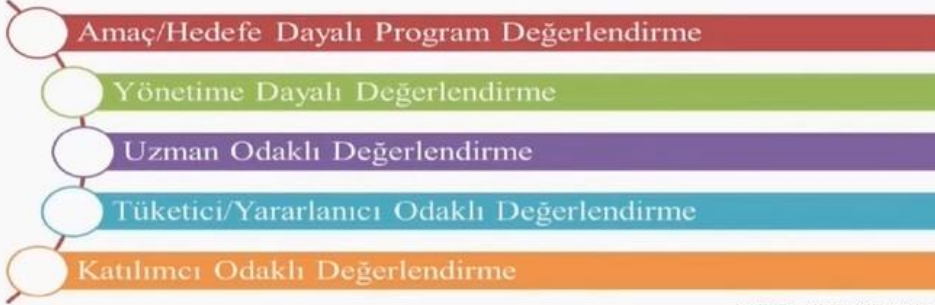 Amaç/Hedefe Dayalı Program Değerlendirme
Yönetime Dayalı Değerlendirme
Uzman Odaklı Değerlendirme
Tüketici/Yararlanıcı Odaklı Değerlendirme
Katılımcı Odaklı Değerlendirme